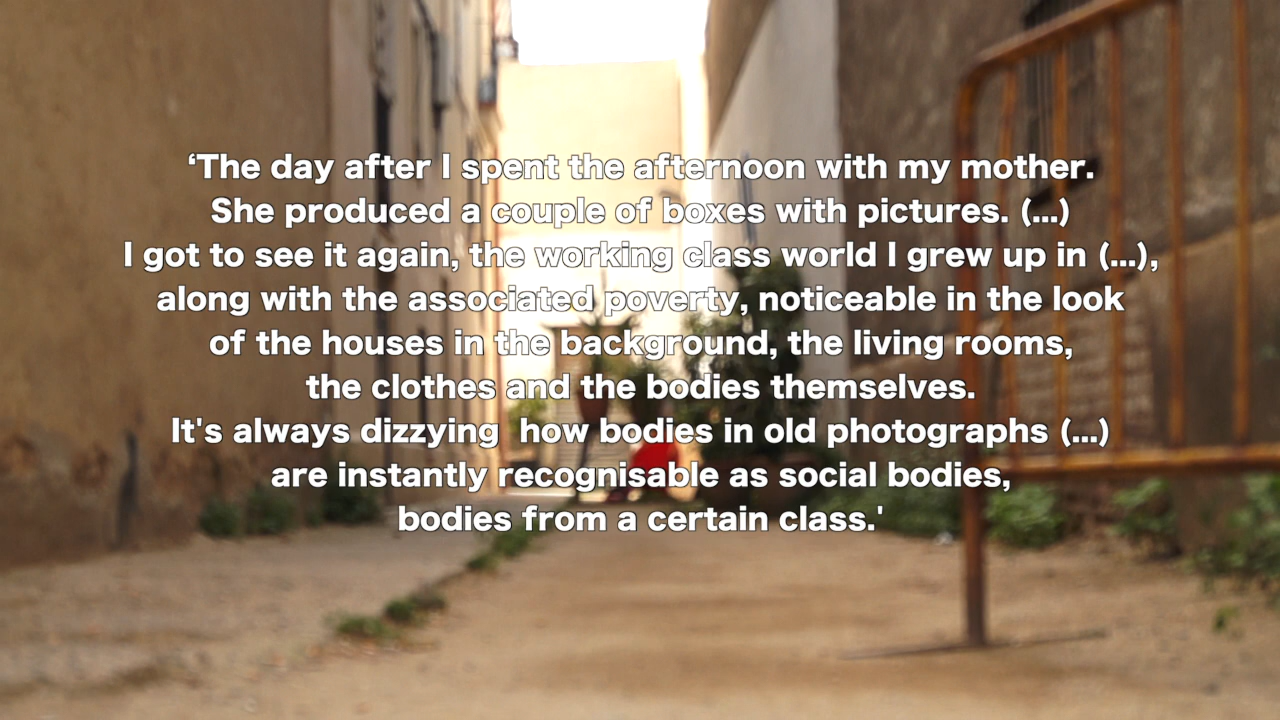 ‘The day after I spent the afternoon with my mother.
She produced a couple of boxes with pictures. (...)
I got to see it again, the working class world I grew up in (...),
along with the associated poverty, noticeable in the look
of the houses in the background, the living rooms,
the clothes and the bodies themselves.
It's always dizzying  how bodies in old photographs (...)
are instantly recognisable as social bodies,
bodies from a certain class.'